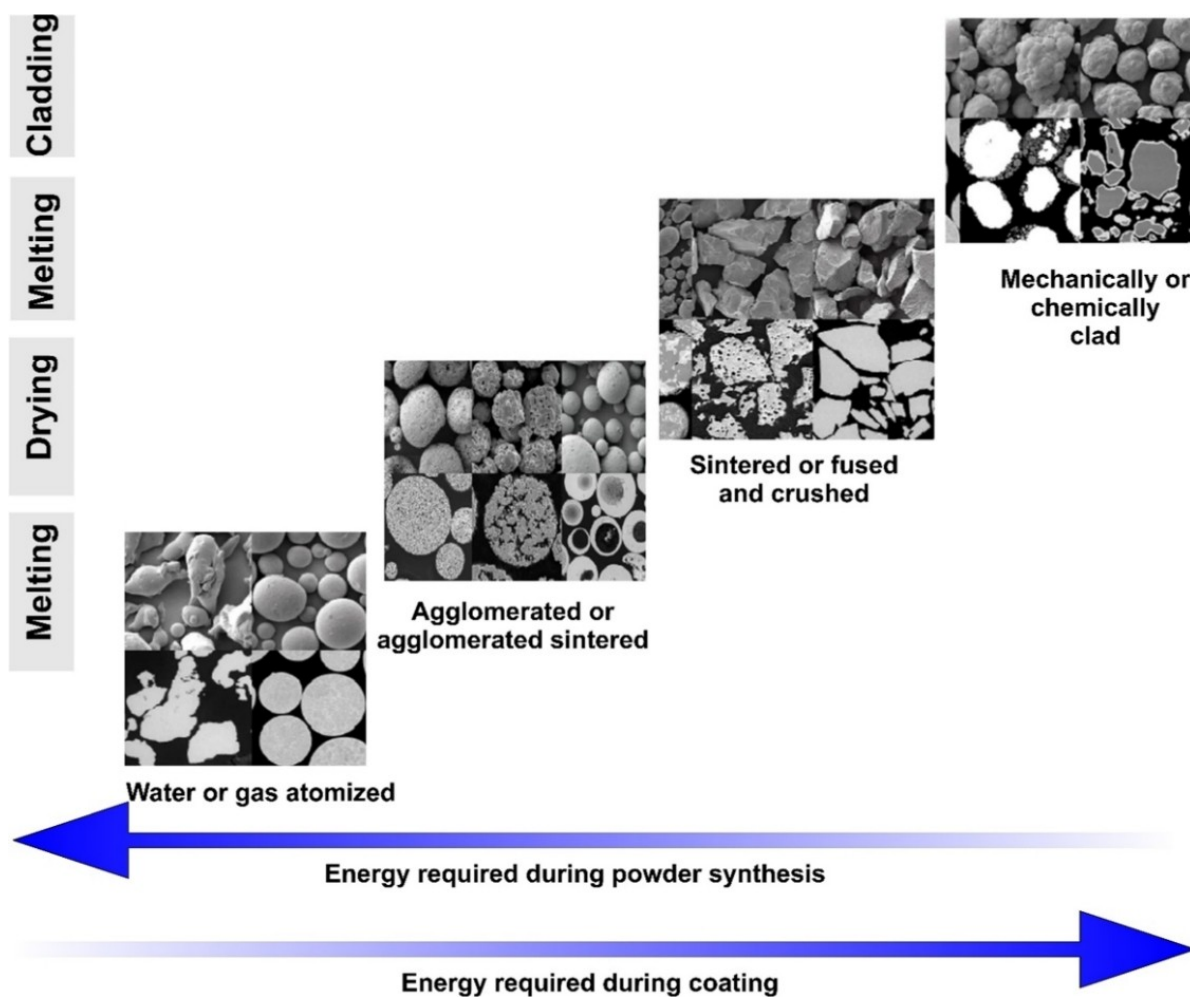 Cladding
Melting
Drying
Melting
Mechanically or
chemically
clad
Sintered or fused
and crushed
Agglomerated or
agglomerated sintered
Water or gas atomized
Energy required during powder synthesis
Energy required during coating